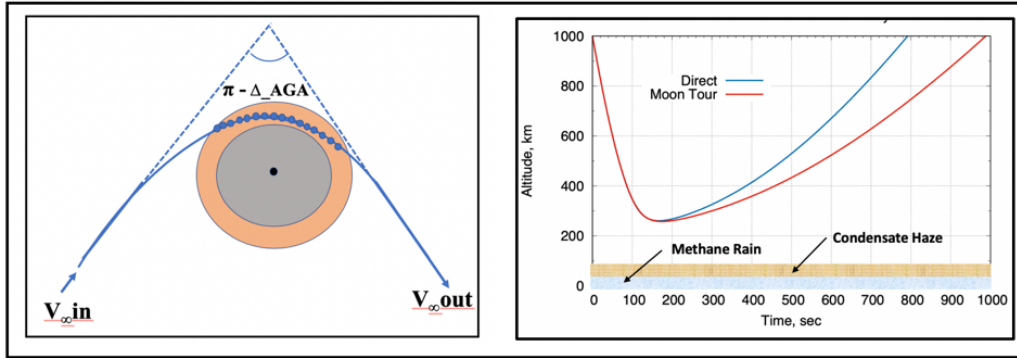 π - Δ_AGA
V∞in
V∞out
1000
800
600
400
200
0
Altitude, km
Direct
Moon Tour
Methane Rain
Condensate Haze
0 100 200 300 400 500 600 700 800 900 1000
Time, sec